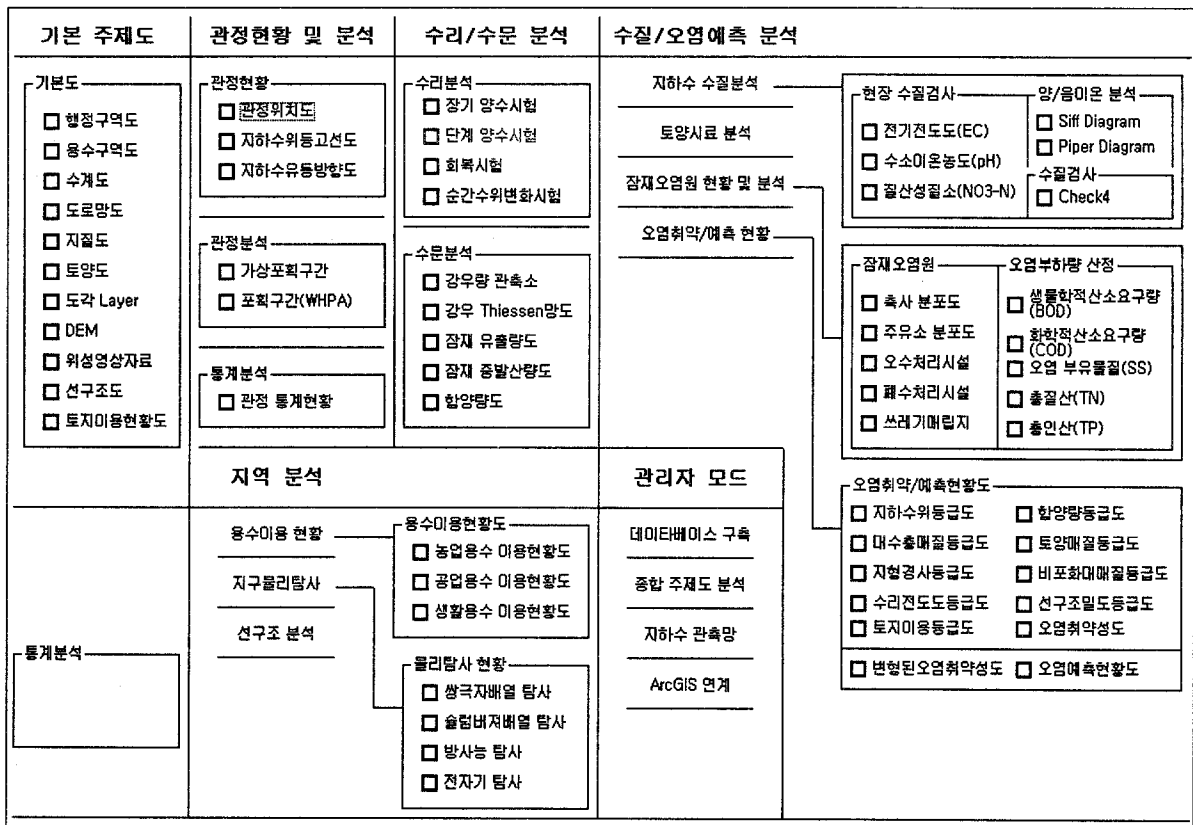 기본 주제도
기본도
행정구역도
용수구역도
수계도
도로망도
지질도
토양도
도각 Layer
DEM
위성영상자료
선구조도
토지이용현황도
통계분석
관정현황 및 분석
관정현황
관정위치도
지하수위등고선도
지하수유동방향도
관정분석
가상포획구간
포획구간(WHPA)
통계분석
관정 통계현황
수리/수문 분석
수리분석
장기 양수시험
단계 양수시험
회복시험
순간수위변화시험
수문분석
강우량 관측소
강우 Thiessen망도
잠재 유출량도
잠재 증발산량도
함양량도
수질/오염예측 분석
지하수 수질분석
토양시료 분석
잠재오염원 현황 및 분석
오염취약/예측 현황
현장 수질검사
전기전도도(EC)
수소이온농도(pH)
질산성질소(NO3-N)
양/음이온 분석
Siff Diagram
Piper Diagram
수질검사
Check4
잠재오염원
축사 분포도
주유소 분포도
오수처리시설
폐수처리시설
쓰레기매립지
오염부하량 산정
생물학적산소요구량
(BOD)
화학적산소요구량
(COD)
오염 부유물질(SS)
총질산(TN)
총인산(TP)
오염취약/예측현황도
지하수위등급도
함양량등급도
대수층매질등급도
토양매질등급도
지형경사등급도
비포화대매질등급도
수리전도도등급도
선구조밀도등급도
토지이용등급도
오염취약성도
변형된오염취약성도
오염예측현황도
지역 분석
용수이용 현황
지구물리탐사
선구조 분석
용수이용현황도
농업용수 이용현황도
공업용수 이용현황도
생활용수 이용현황도
물리탐사 현황
쌍극자배열 탐사
슐럼버져배열 탐사
방사능 탐사
전자기 탐사
관리자 모드
데이타베이스 구축
종합 주제도 분석
지하수 관측망
ArcGIS 연계